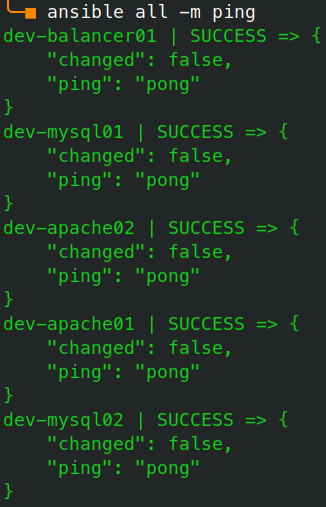 ansible all -m ping
dev-balancer01 | SUCCESS => {
    "changed": false,
    "ping": "pong"
}
dev-mysql01 | SUCCESS => {
    "changed": false,
    "ping": "pong"
}
dev-apache02 | SUCCESS => {
    "changed": false,
    "ping": "pong"
}
dev-apache01 | SUCCESS => {
    "changed": false,
    "ping": "pong"
}
dev-mysql02 | SUCCESS => {
    "changed": false,
    "ping": "pong"
}